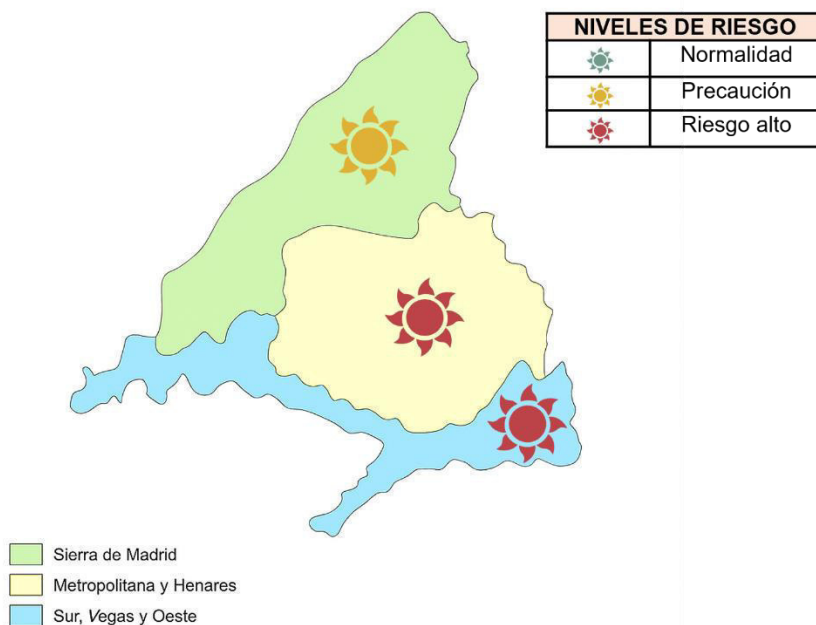 NIVELES DE RIESGO
Normalidad
Precaución
Riesgo alto
Sierra de Madrid
Metropolitana y Henares
Sur, Vegas y Oeste